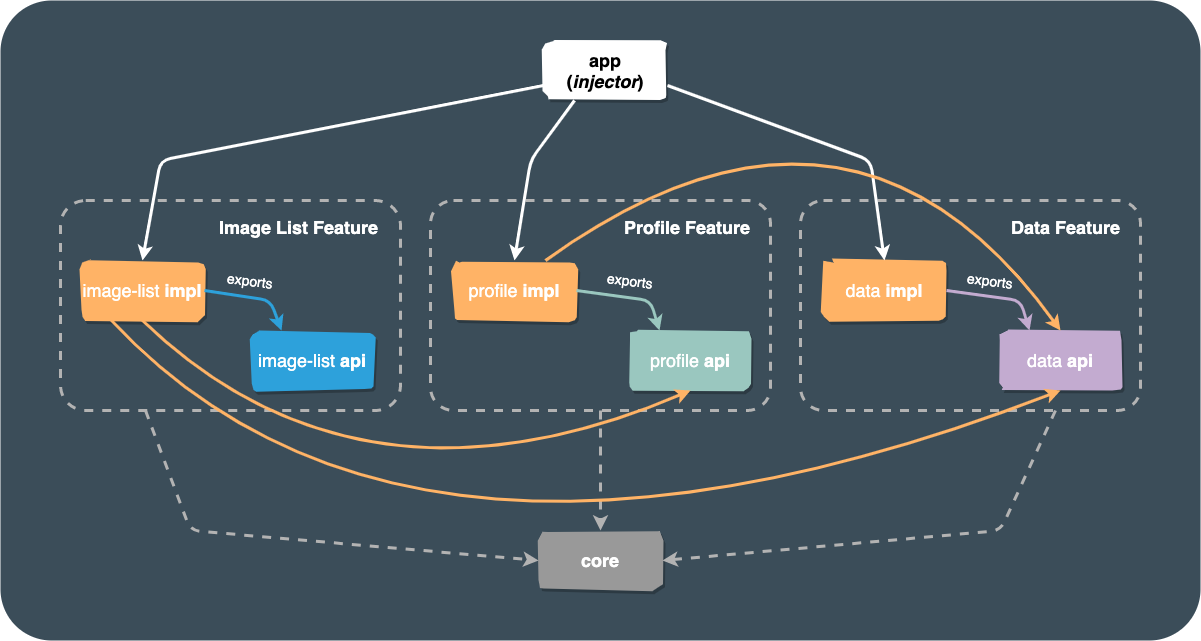 app
(injector)
Image List Feature
Profile Feature
Data Feature
image-list impl
exports
image-list api
profile impl
exports
profile api
data impl
exports
data api
core